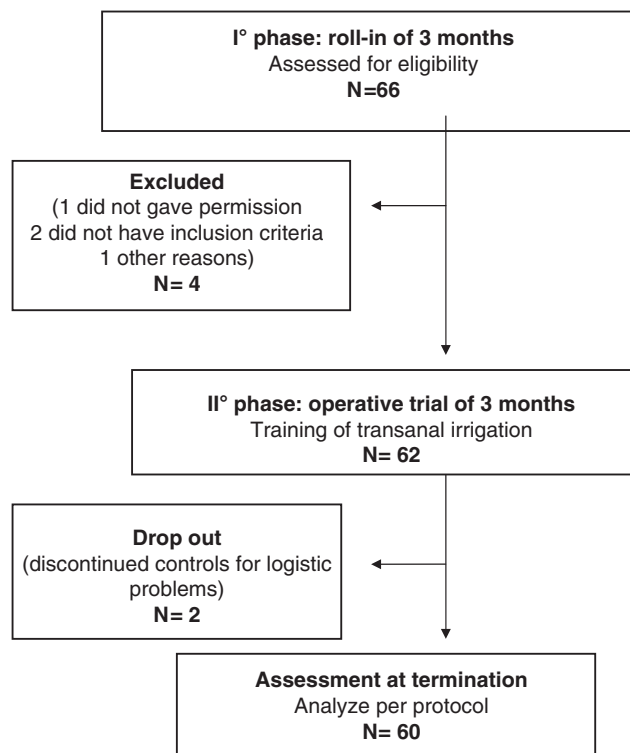 I° phase: roll-in of 3 months
Assessed for eligibility
N=66
Excluded
(1 did not gave permission
2 did not have inclusion criteria
1 other reasons)
N= 4
II° phase: operative trial of 3 months
Training of transanal irrigation
N= 62
Drop out
(discontinued controls for logistic
problems)
N= 2
Assessment at termination
Analyze per protocol
N= 60